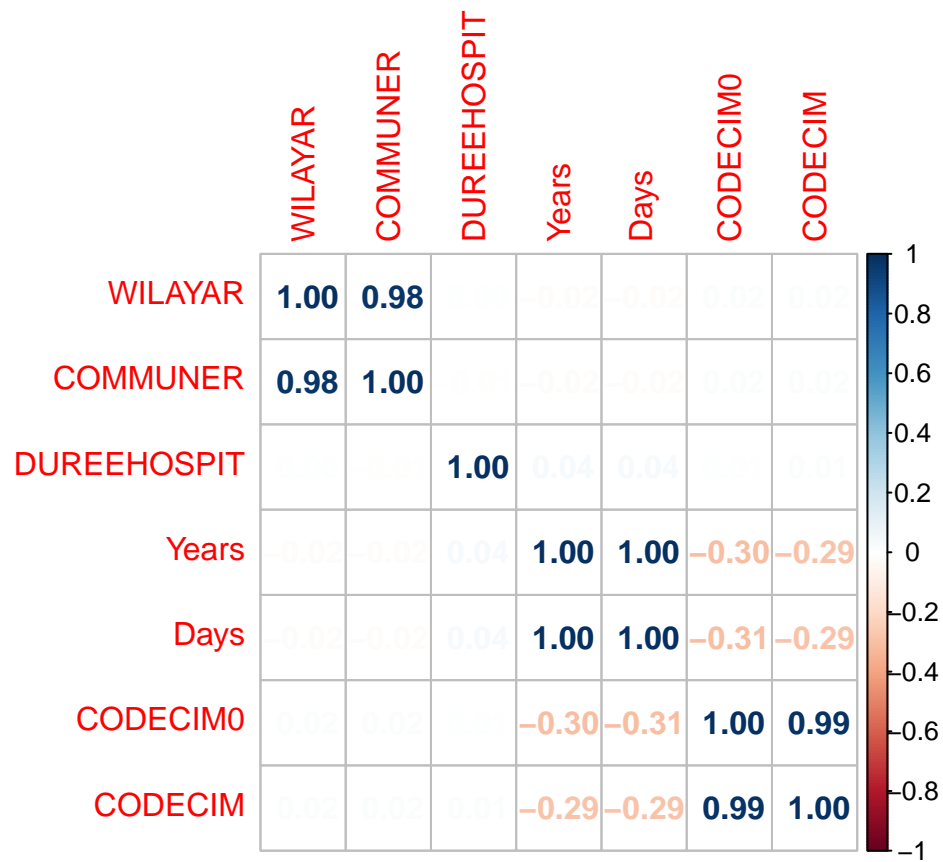 WILAYAR COMMUNER DUREEHOSPIT Years Days CODECIM0 CODECIM
WILAYAR 1.00 0.98 −0.02 −0.02 0.02 0.02
COMMUNER 0.98 1.00 −0.02 −0.02 0.02 0.02
DUREEHOSPIT 1.00 0.04 0.04 0.01
Years −0.02 −0.02 0.04 1.00 1.00 −0.30 −0.29
Days −0.02 −0.02 0.04 1.00 1.00 −0.31 −0.29
CODECIM0 0.02 0.02 −0.30 −0.31 1.00 0.99
CODECIM 0.02 0.02 0.01 −0.29 −0.29 0.99 1.00
1
0.8
0.6
0.4
0.2
0
−0.2
−0.4
−0.6
−0.8
−1